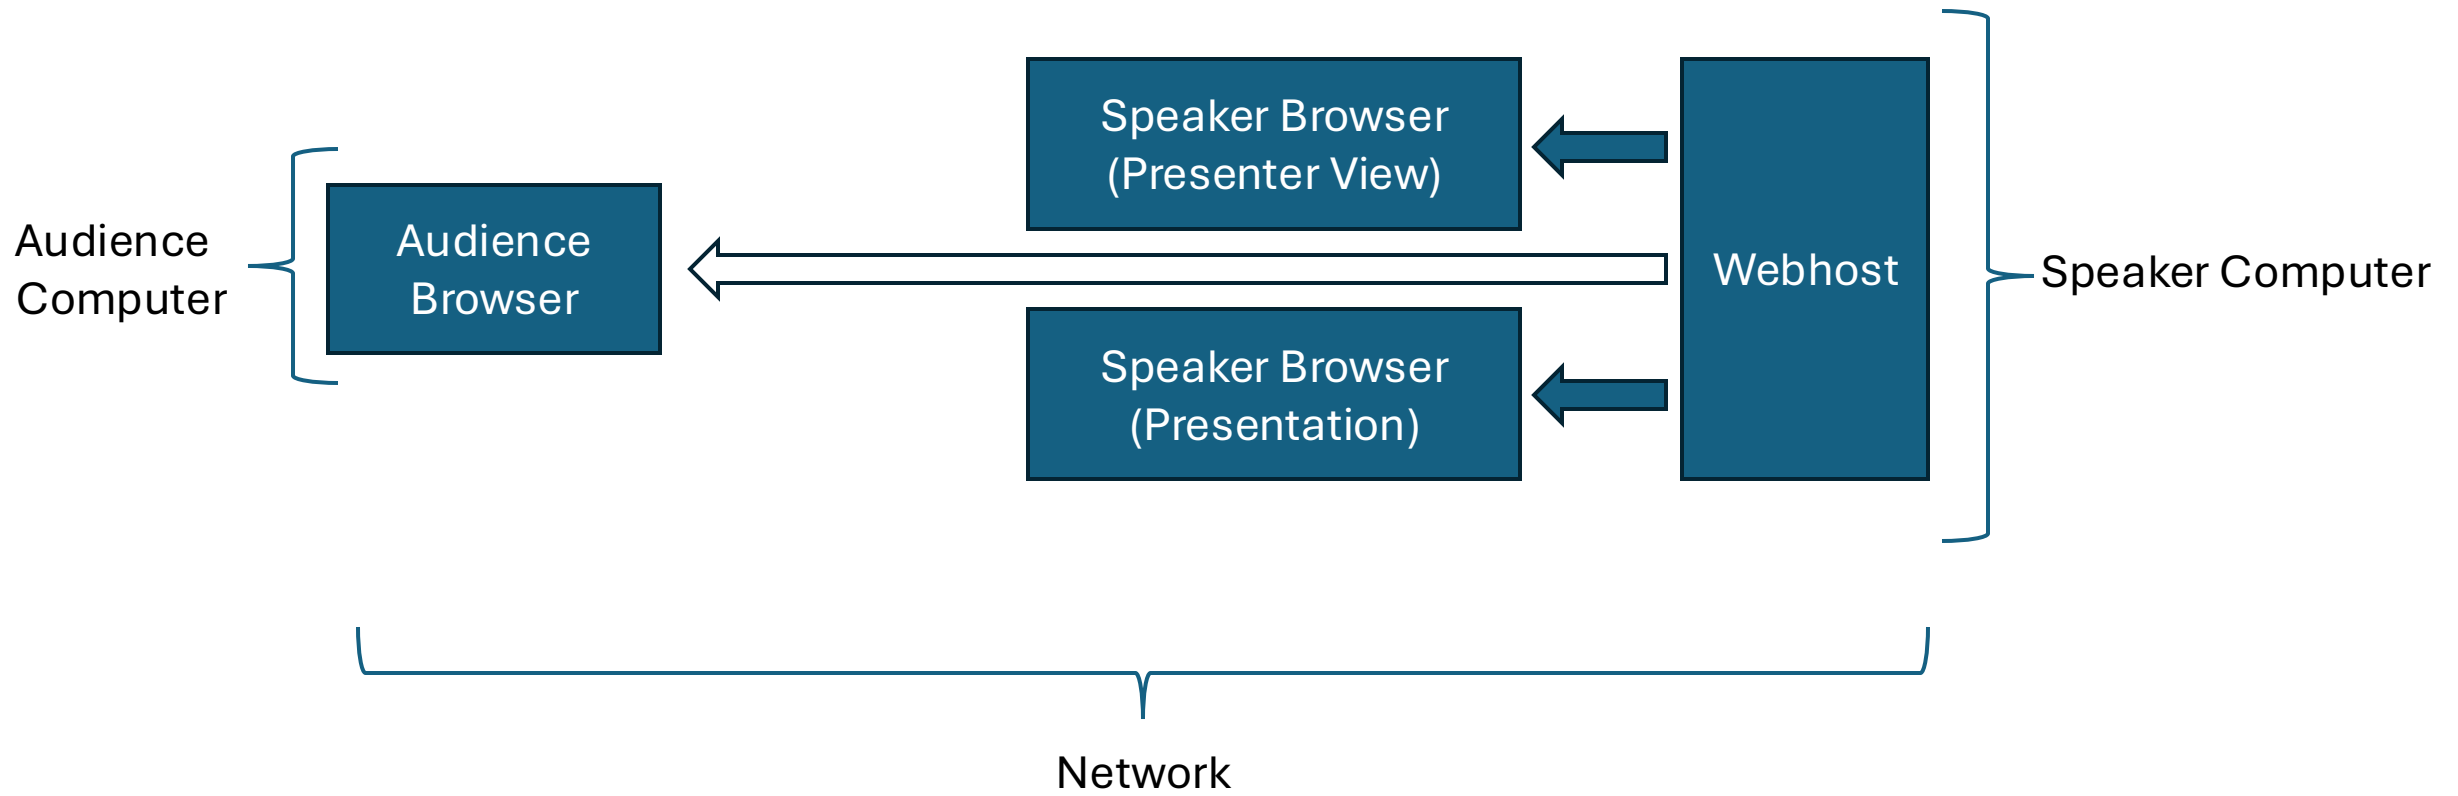 Audience
Computer
Audience
Browser
Speaker Browser
(Presenter View)
Speaker Browser
(Presentation)
Webhost
Speaker Computer
Network